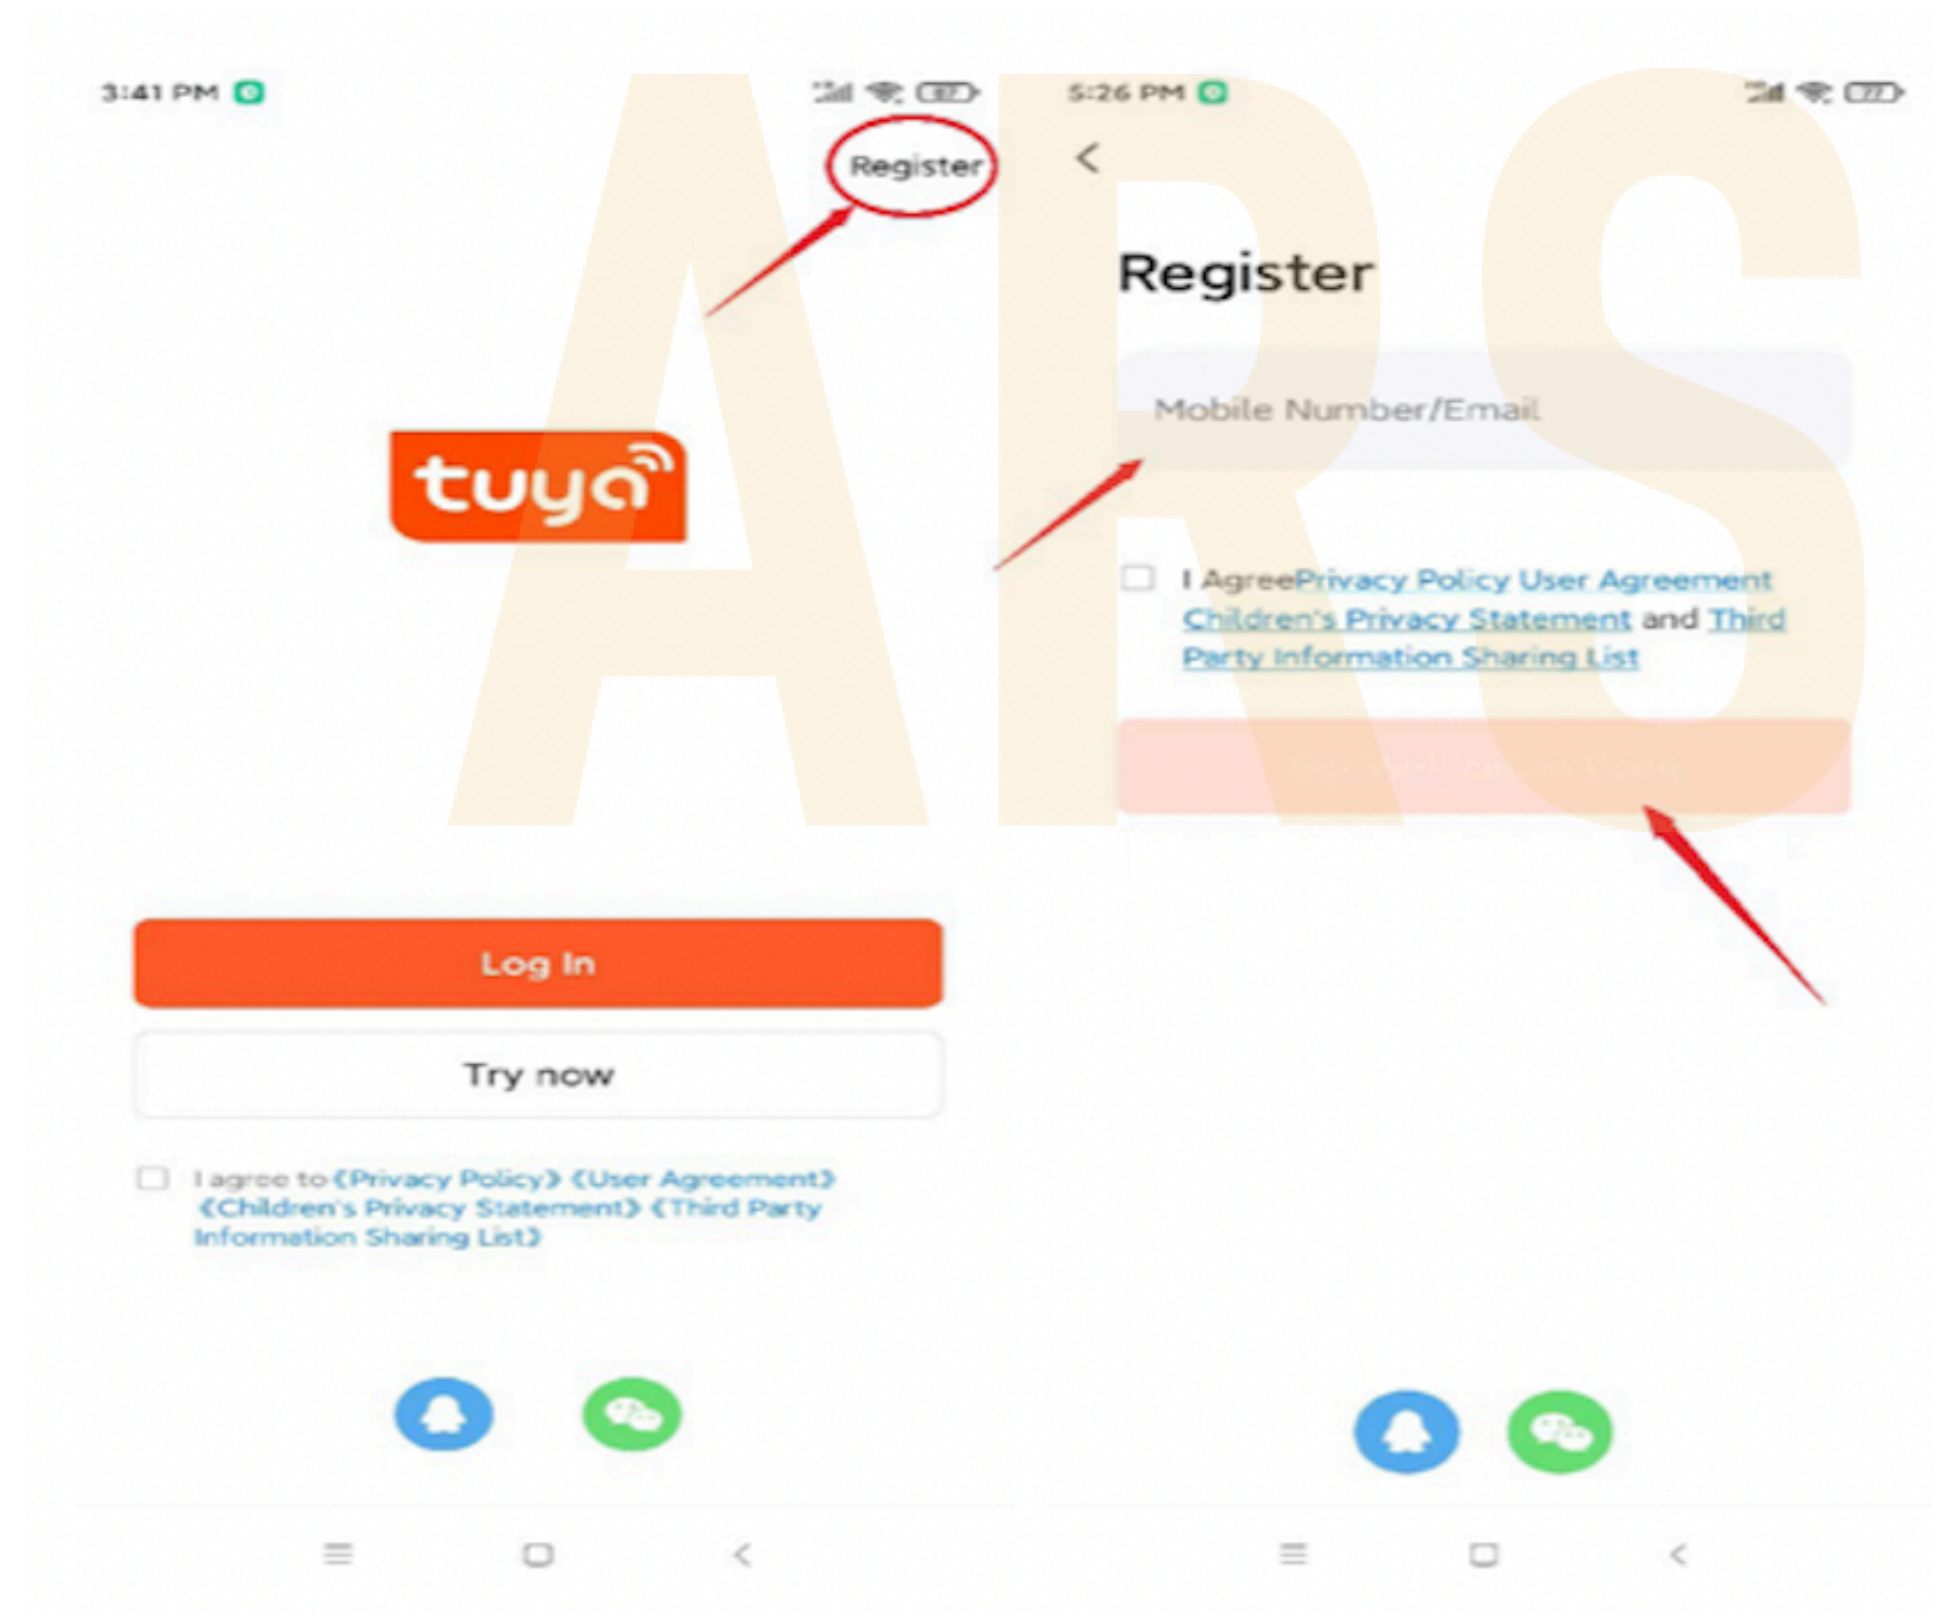 3:41 PM
Register
tuya
Log In
Try now
I agree to《Privacy Policy》《User Agreement》
《Children's Privacy Statement》《Third Party
Information Sharing List》
5:26 PM
77
Register
Mobile Number/Email
I AgreePrivacy Policy User Agreement
Children's Privacy Statement and Third
Party Information Sharing List
ARS